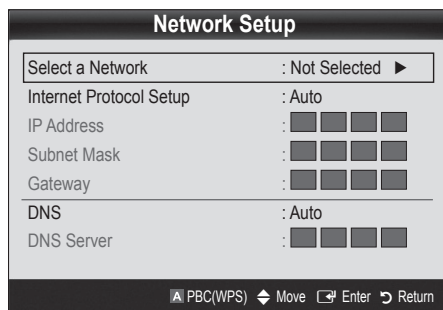 Network Setup
Select a Network : Not Selected ►
Internet Protocol Setup : Auto
IP Address :
Subnet Mask :
Gateway :
DNS : Auto
DNS Server :
A PBC(WPS) Move Enter Return